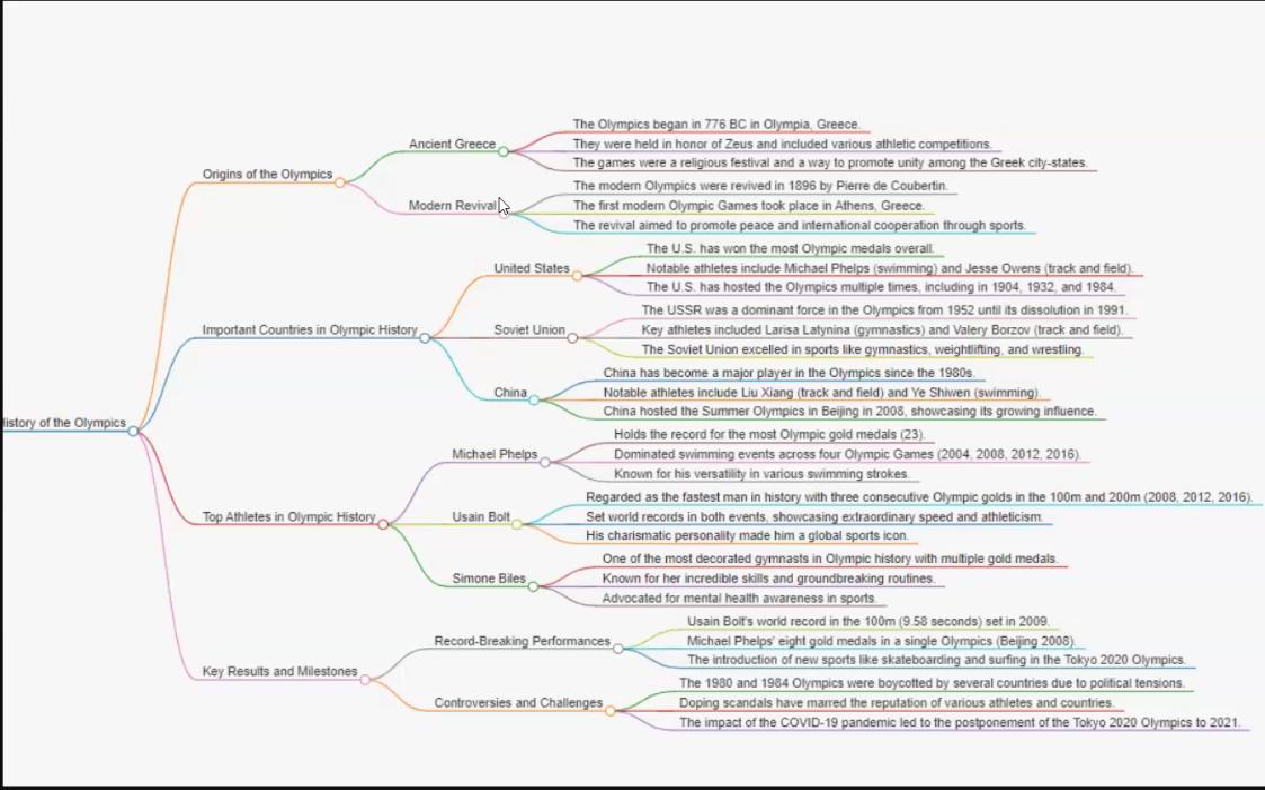 Origins of the Olympics
Ancient Greece
The Olympics began in 776 BC in Olympia, Greece.
They were held in honor of Zeus and included various athletic competitions.
The games were a religious festival and a way to promote unity among the Greek city-states.
Modern Revival
The modern Olympics were revived in 1896 by Pierre de Coubertin.
The first modern Olympic Games took place in Athens, Greece.
The revival aimed to promote peace and international cooperation through sports.
Important Countries in Olympic History
United States
The U.S. has won the most Olympic medals overall.
Notable athletes include Michael Phelps (swimming) and Jesse Owens (track and field).
The U.S. has hosted the Olympics multiple times, including in 1904, 1932, and 1984.
Soviet Union
The USSR was a dominant force in the Olympics from 1952 until its dissolution in 1991.
Key athletes included Larisa Latynina (gymnastics) and Valery Borzov (track and field).
The Soviet Union excelled in sports like gymnastics, weightlifting, and wrestling.
China
China has become a major player in the Olympics since the 1980s.
Notable athletes include Liu Xiang (track and field) and Ye Shiwen (swimming).
China hosted the Summer Olympics in Beijing in 2008, showcasing its growing influence.
History of the Olympics
Top Athletes in Olympic History
Michael Phelps
Holds the record for the most Olympic gold medals (23).
Dominated swimming events across four Olympic Games (2004, 2008, 2012, 2016).
Known for his versatility in various swimming strokes.
Usain Bolt
Regarded as the fastest man in history with three consecutive Olympic golds in the 100m and 200m (2008, 2012, 2016).
Set world records in both events, showcasing extraordinary speed and athleticism.
His charismatic personality made him a global sports icon.
Simone Biles
One of the most decorated gymnasts in Olympic history with multiple gold medals.
Known for her incredible skills and groundbreaking routines.
Advocated for mental health awareness in sports.
Key Results and Milestones
Record-Breaking Performances
Usain Bolt's world record in the 100m (9.58 seconds) set in 2009.
Michael Phelps' eight gold medals in a single Olympics (Beijing 2008).
The introduction of new sports like skateboarding and surfing in the Tokyo 2020 Olympics.
Controversies and Challenges
The 1980 and 1984 Olympics were boycotted by several countries due to political tensions.
Doping scandals have marred the reputation of various athletes and countries.
The impact of the COVID-19 pandemic led to the postponement of the Tokyo 2020 Olympics to 2021.